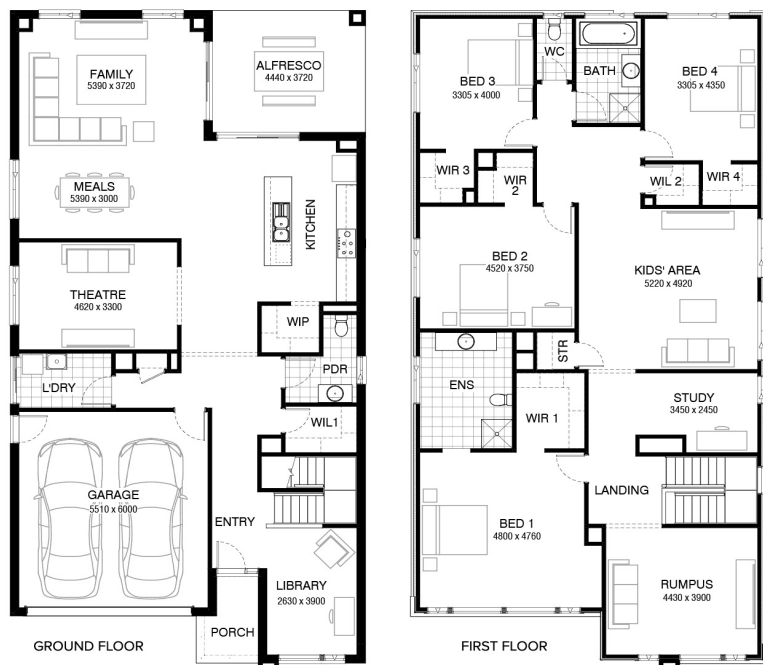 FAMILY
5390 x 3720
ALFRESCO
4440 x 3720
MEALS
5390 x 3000
KITCHEN
THEATRE
4620 x 3300
WIP
L'DRY
PDR
WIL1
GARAGE
5510 x 6000
ENTRY
LIBRARY
2630 x 3900
PORCH
GROUND FLOOR
WC
BED 3
3305 x 4000
BATH
BED 4
3305 x 4350
WIR 3
WIR
2
WIL 2
WIR 4
BED 2
4520 x 3750
KIDS' AREA
5220 x 4920
STR
ENS
WIR 1
STUDY
3450 x 2450
LANDING
BED 1
4800 x 4760
RUMPUS
4430 x 3900
FIRST FLOOR